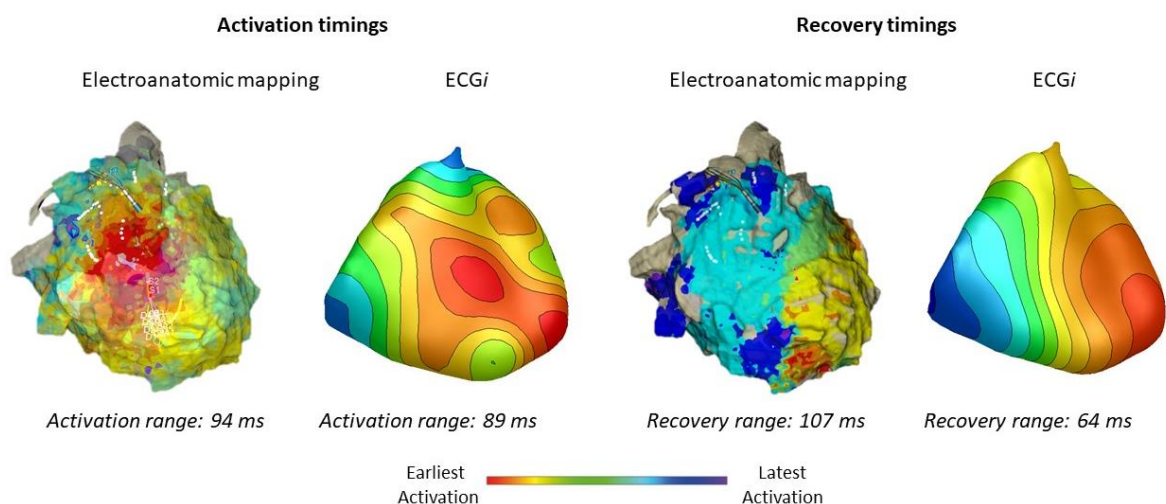 Activation timings
Recovery timings
Electroanatomic mapping
ECGi
Electroanatomic mapping
ECGi
Activation range: 94 ms
Activation range: 89 ms
Recovery range: 107 ms
Recovery range: 64 ms
Earliest
Activation
Latest
Activation